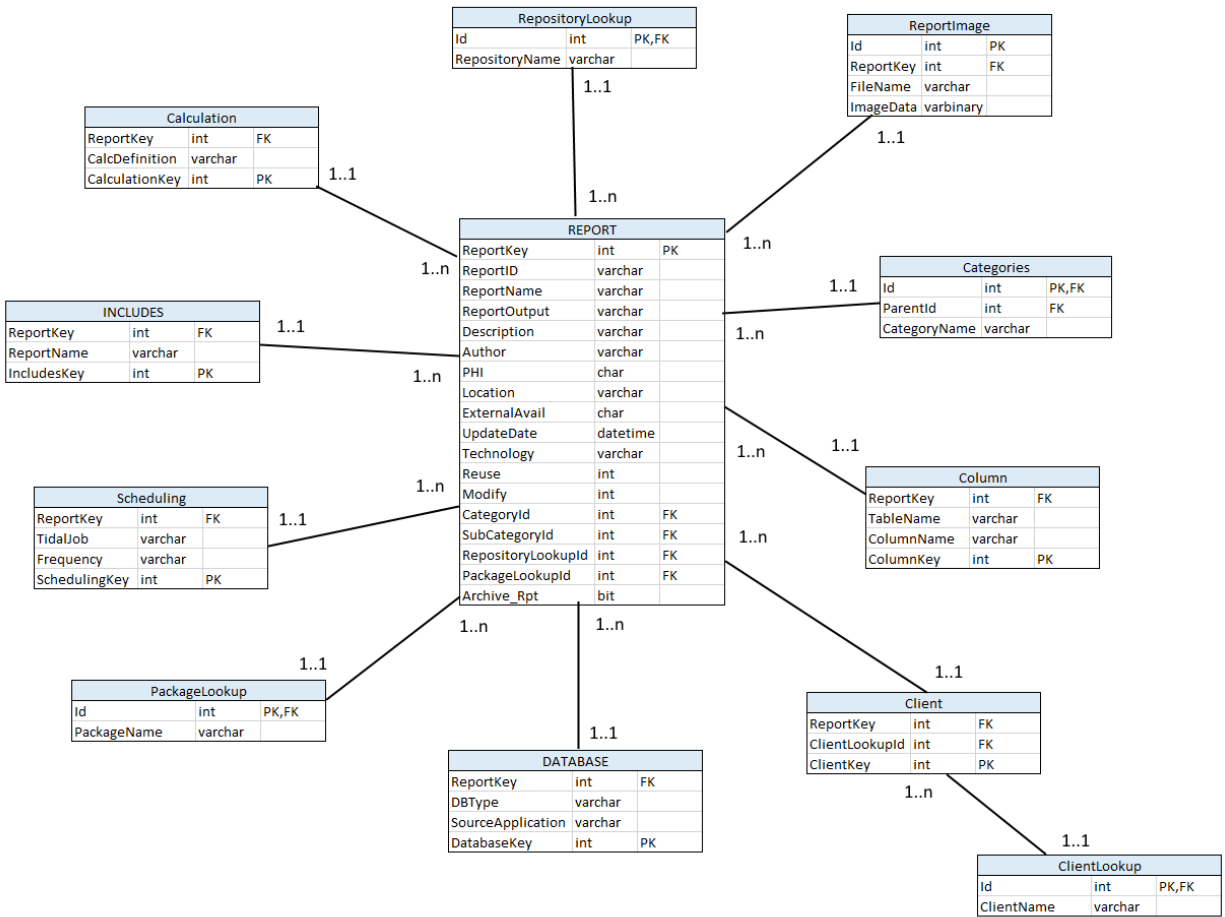 RepositoryLookup
Id int PK,FK
RepositoryName varchar
1..1
1..n
ReportImage
Id int PK
ReportKey int FK
FileName varchar
ImageData varbinary
1..1
1..n
Calculation
ReportKey int FK
CalcDefinition varchar
CalculationKey int PK
1..1
1..n
REPORT
ReportKey int PK
ReportID varchar
ReportName varchar
ReportOutput varchar
Description varchar
Author varchar
PHI char
Location varchar
ExternalAvail char
UpdateDate datetime
Technology varchar
Reuse int
Modify int
CategoryId int FK
SubCategoryId int FK
RepositoryLookupId int FK
PackageLookupId int FK
Archive_Rpt bit
Categories
Id int PK,FK
ParentId int FK
CategoryName varchar
1..1
1..n
INCLUDES
ReportKey int FK
ReportName varchar
IncludesKey int PK
1..1
1..n
Column
ReportKey int FK
TableName varchar
ColumnName varchar
ColumnKey int PK
1..1
1..n
Scheduling
ReportKey int FK
TidalJob varchar
Frequency varchar
SchedulingKey int PK
1..1
1..n
PackageLookup
Id int PK,FK
PackageName varchar
1..1
1..n
DATABASE
ReportKey int FK
DBType varchar
SourceApplication varchar
DatabaseKey int PK
1..1
1..n
Client
ReportKey int FK
ClientLookupId int FK
ClientKey int PK
1..1
1..n
1..n
1..1
ClientLookup
Id int PK,FK
ClientName varchar